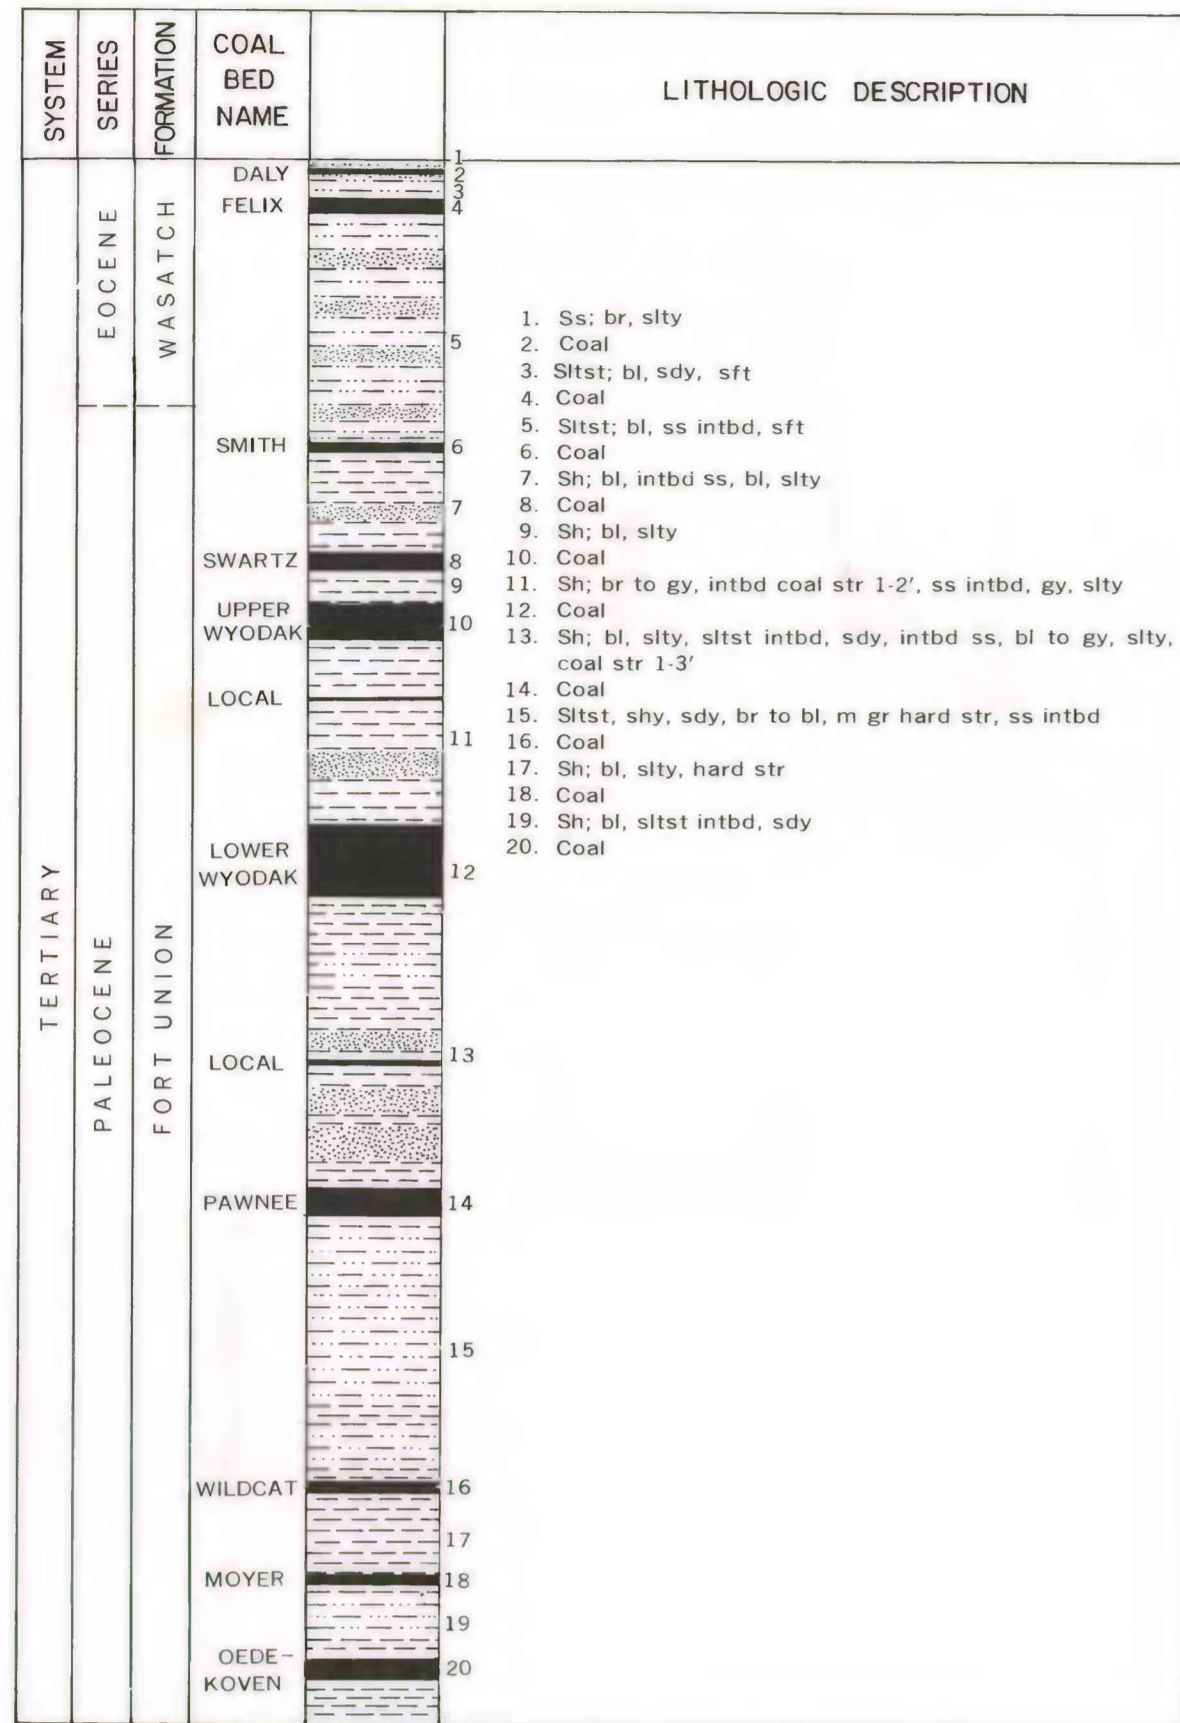 SYSTEM
SERIES
FORMATION
COAL
BED
NAME
LITHOLOGIC DESCRIPTION
TERTIARY
EOCENE
PALEOCENE
WASATCH
FORT UNION
DALY
FELIX
SMITH
SWARTZ
UPPER
WYODAK
LOCAL
LOWER
WYODAK
LOCAL
PAWNEE
WILDCAT
MOYER
OEDE-
KOVEN
1
2
3
4
5
6
7
8
9
10
11
12
13
14
15
16
17
18
19
20
1. Ss; br, slty
2. Coal
3. Sltst; bl, sdy, sft
4. Coal
5. Sltst; bl, ss intbd, sft
6. Coal
7. Sh; bl, intbd ss, bl, slty
8. Coal
9. Sh; bl, slty
10. Coal
11. Sh; br to gy, intbd coal str 1-2', ss intbd, gy, slty
12. Coal
13. Sh; bl, slty, sltst intbd, sdy, intbd ss, bl to gy, slty,
coal str 1-3'
14. Coal
15. Sltst, shy, sdy, br to bl, m gr hard str, ss intbd
16. Coal
17. Sh; bl, slty, hard str
18. Coal
19. Sh; bl, sltst intbd, sdy
20. Coal